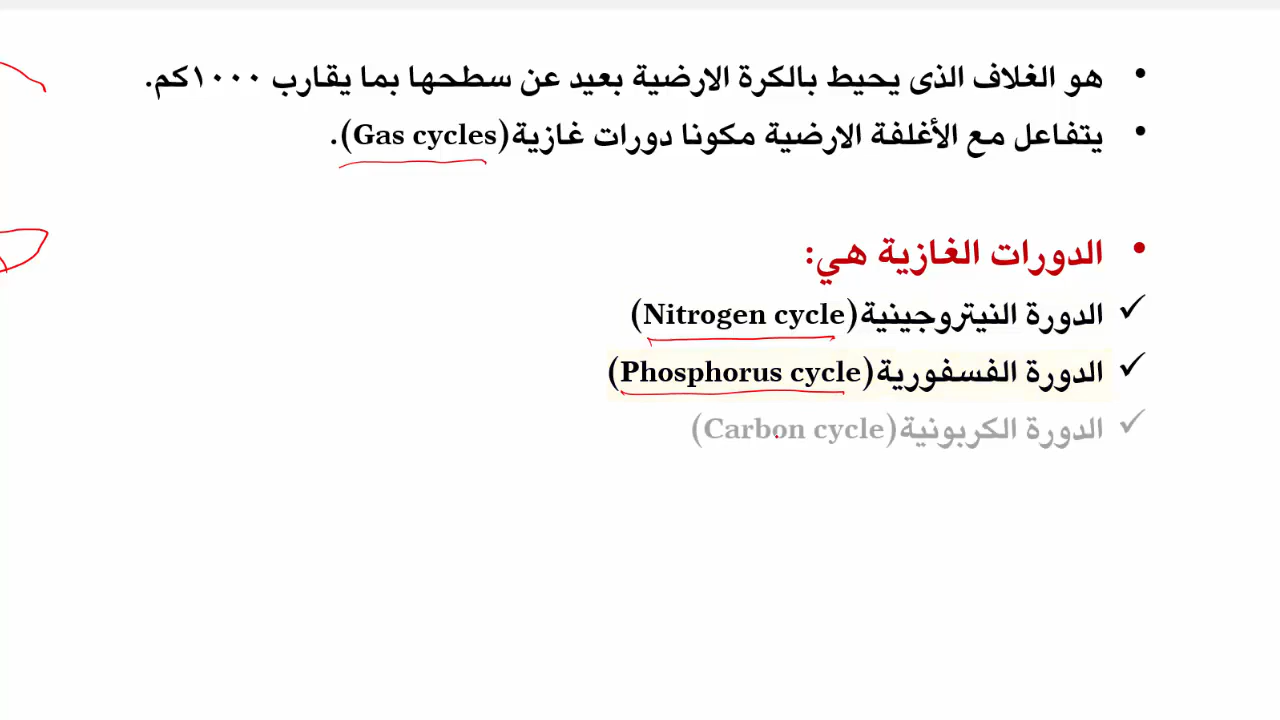 • هو الغلاف الذى يحيط بالكرة الارضية بعيد عن سطحها بما يقارب ١٠٠٠كم.
• يتفاعل مع الأغلفة الارضية مكونا دورات غازية(Gas cycles).
• الدورات الغازية هي:
✓ الدورة النيتروجينية(Nitrogen cycle)
✓ الدورة الفسفورية(Phosphorus cycle)
✓ الدورة الكربونية(Carbon cycle)